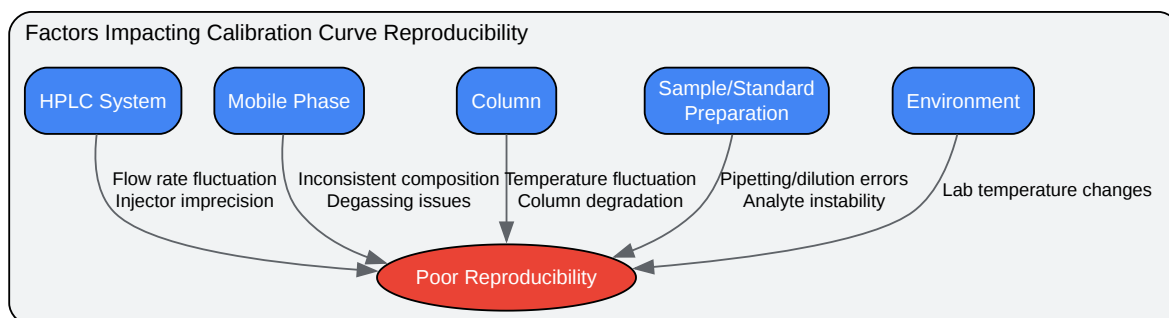 Factors Impacting Calibration Curve Reproducibility
HPLC System
Mobile Phase
Column
Sample/Standard
Preparation
Environment
Flow rate fluctuation
Injector imprecision
Inconsistent composition
Degassing issues
Temperature fluctuation
Column degradation
Pipetting/dilution errors
Analyte instability
Lab temperature changes
Poor Reproducibility